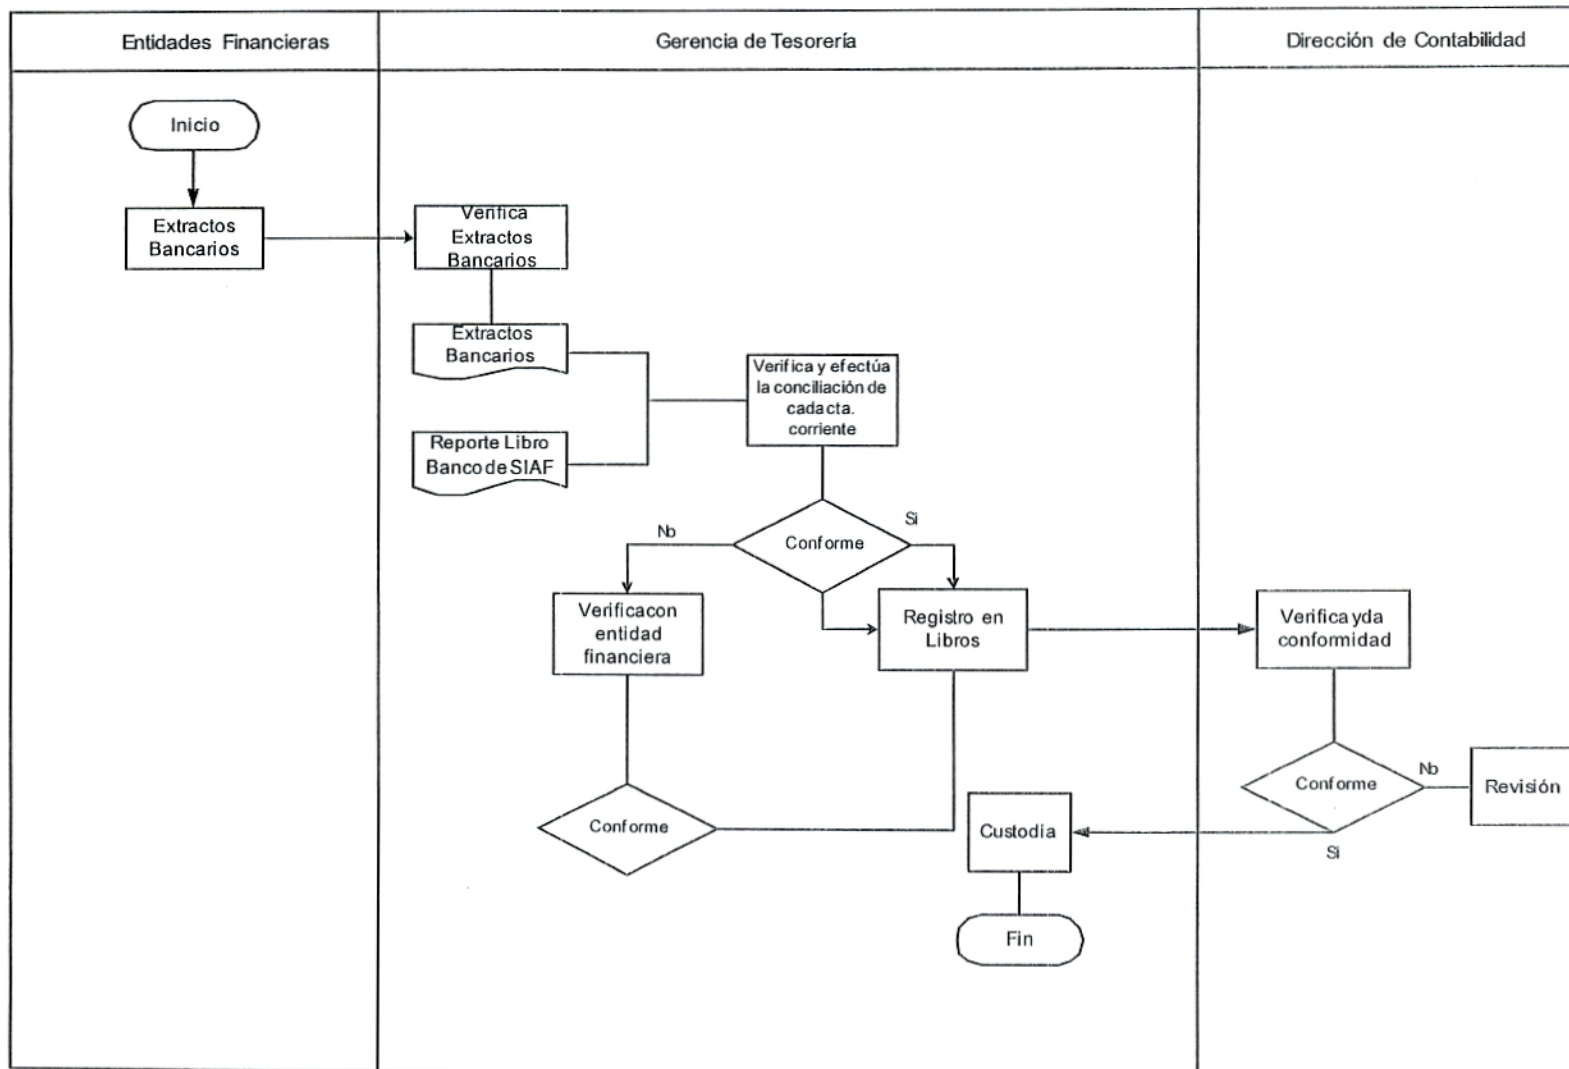 Entidades Financieras
Gerencia de Tesorería
Dirección de Contabilidad
Inicio
Extractos
Bancarios
Verifica
Extractos
Bancarios
Extractos
Bancarios
Reporte Libro
Banco de SIAF
Verifica y efectúa
la conciliación de
cada cta.
corriente
No
Conforme
Si
Verificacon
entidad
financiera
Registro en
Libros
Verifica yda
conformidad
Conforme
No
Revisión
Si
Conforme
Custodia
Fin